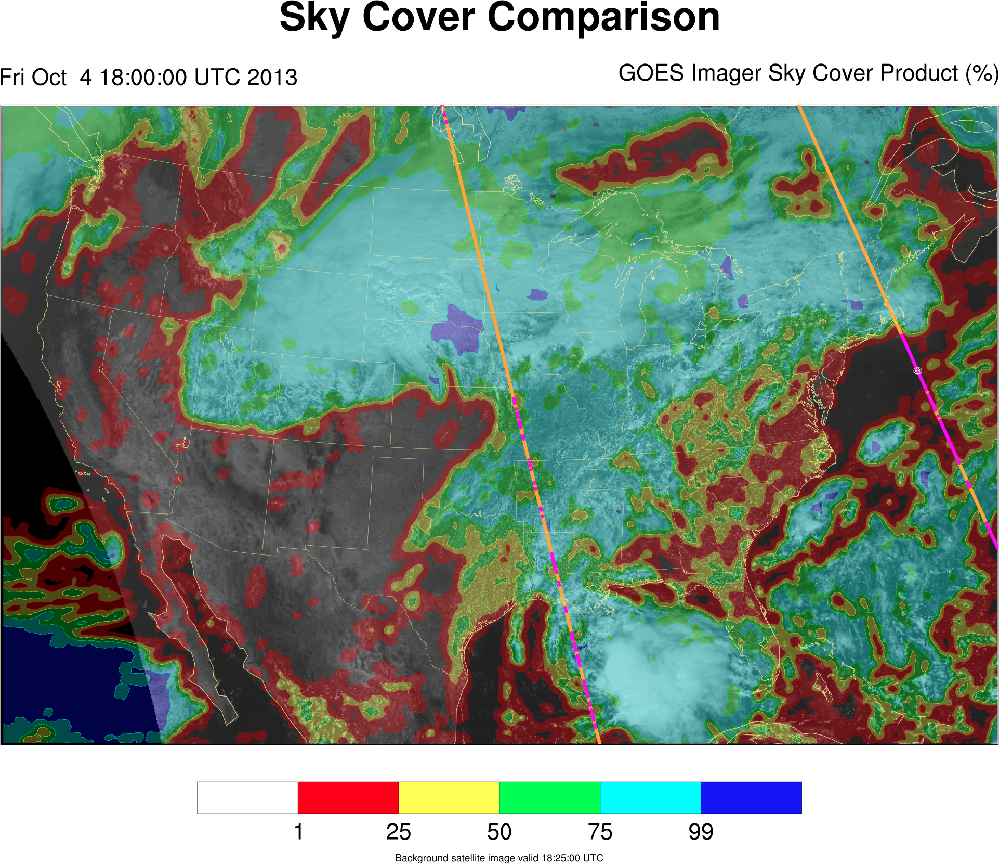 Sky Cover Comparison
Fri Oct  4 18:00:00 UTC 2013
GOES Imager Sky Cover Product (%)
1 25 50 75 99
Background satellite image valid 18:25:00 UTC